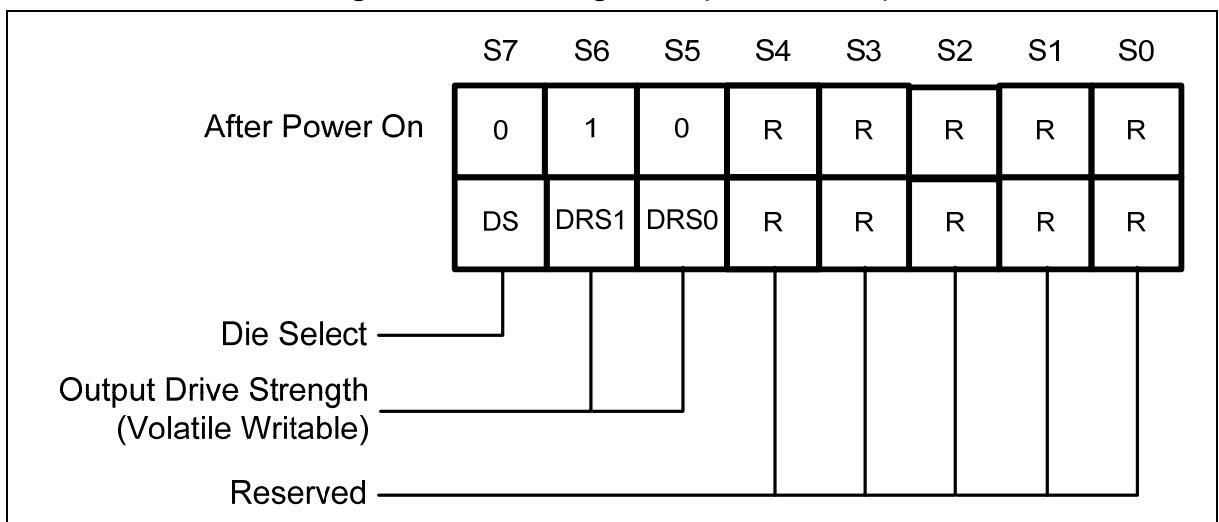 S7 S6 S5 S4 S3 S2 S1 S0
After Power On 0 1 0 R R R R R
DS DRS1 DRS0 R R R R R
Die Select
Output Drive Strength
(Volatile Writable)
Reserved